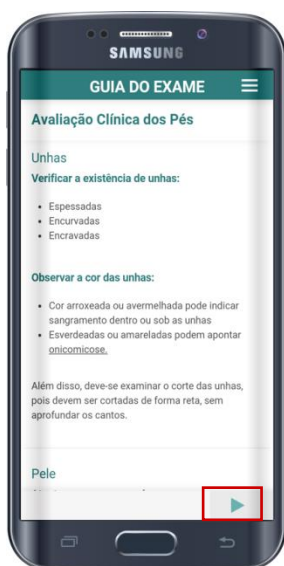 SAMSUNG
GUIA DO EXAME
Avaliação Clínica dos Pés
Unhas
Verificar a existência de unhas:
• Espessadas
• Encurvadas
• Encravadas
Observar a cor das unhas:
• Cor arroxeada ou avermelhada pode indicar
sangramento dentro ou sob as unhas
• Esverdeadas ou amareladas podem apontar
onicomicose.
Além disso, deve-se examinar o corte das unhas,
pois devem ser cortadas de forma reta, sem
aprofundar os cantos.
Pele